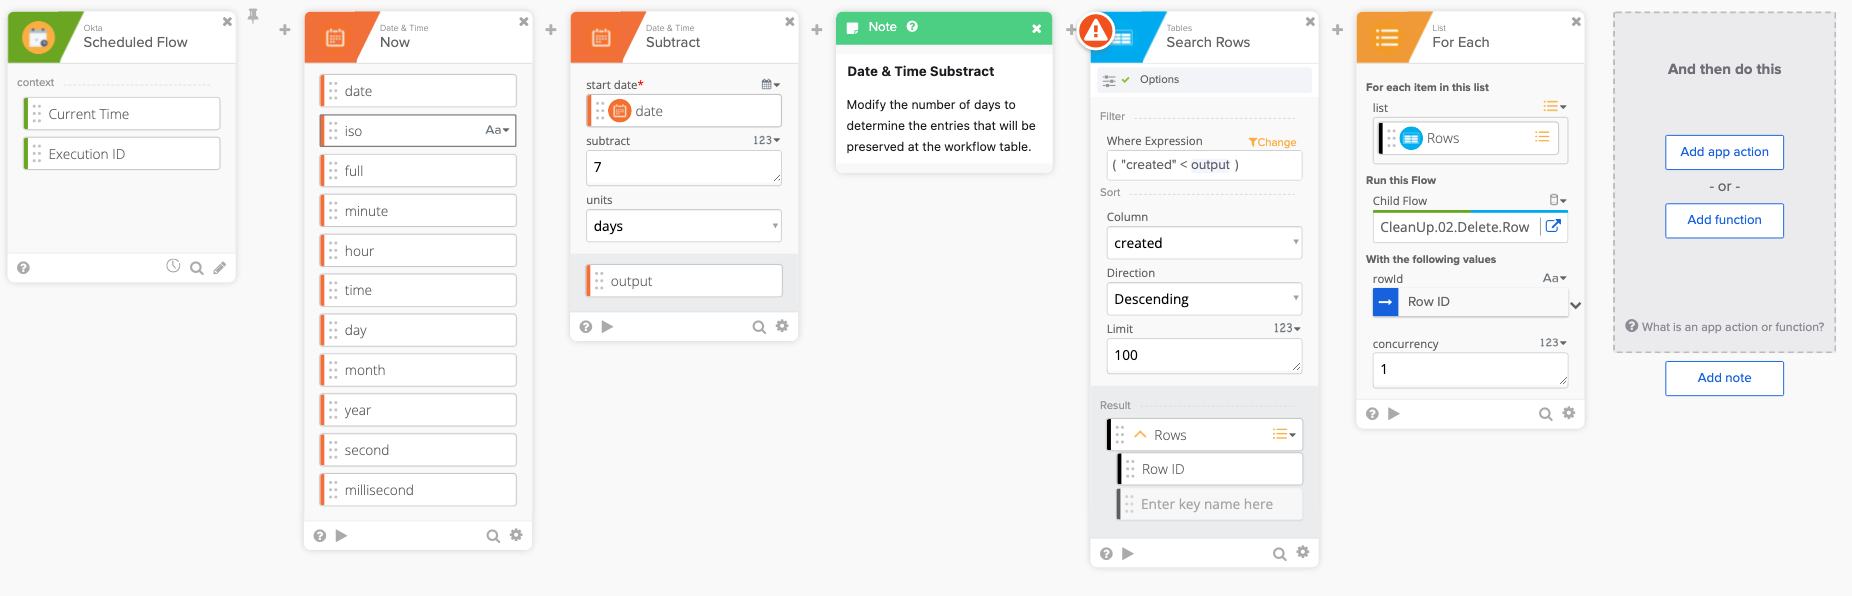 Okta
Scheduled Flow
context
Current Time
Execution ID
Date & Time
Now
date
iso
Aa
full
minute
hour
time
day
month
year
second
millisecond
Date & Time
Subtract
start date*
date
subtract
123
7
units
days
output
Note
Date & Time Substract
Modify the number of days to
determine the entries that will be
preserved at the workflow table.
Tables
Search Rows
Options
Filter
Where Expression
Change
( "created" < output )
Sort
Column
created
Direction
Descending
Limit
123
100
Result
Rows
Row ID
Enter key name here
List
For Each
For each item in this list
list
Rows
Run this Flow
Child Flow
CleanUp.02.Delete.Row
With the following values
rowId
Aa
Row ID
concurrency
123
1
And then do this
Add app action
- or -
Add function
What is an app action or function?
Add note